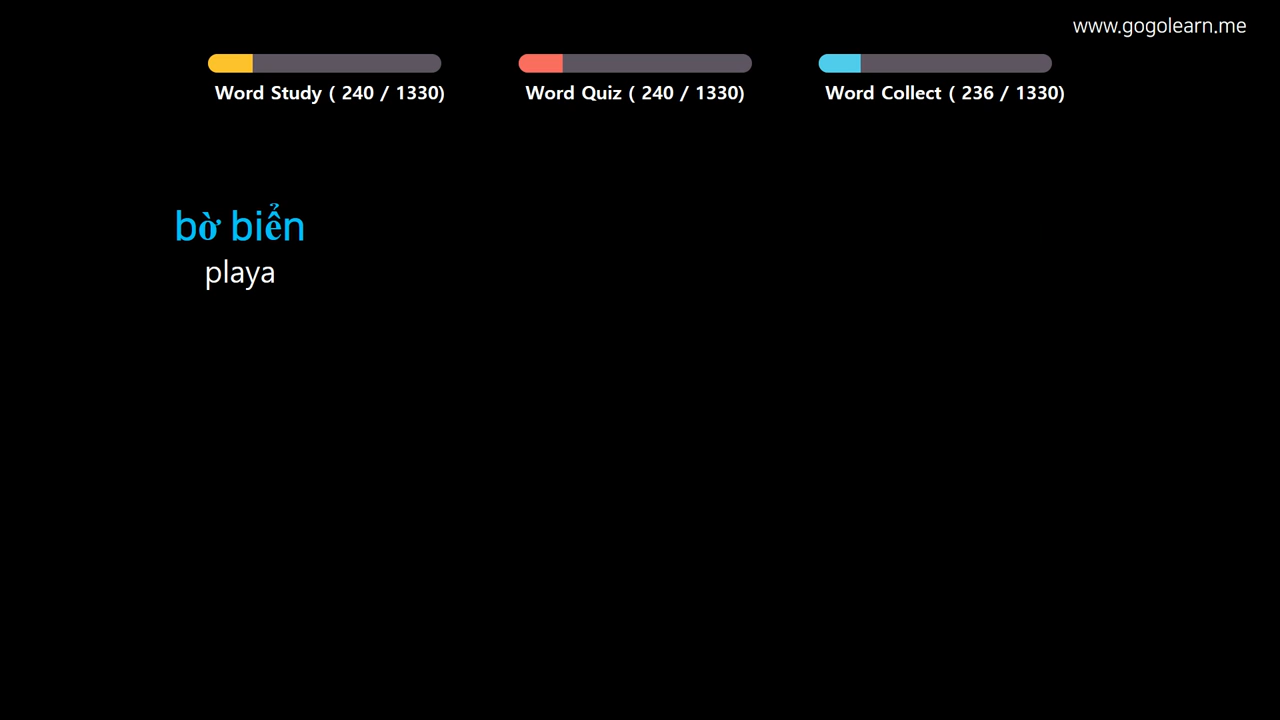 www.gogolearn.me
Word Study ( 240 / 1330)
Word Quiz ( 240 / 1330)
Word Collect ( 236 / 1330)
bờ biển
playa